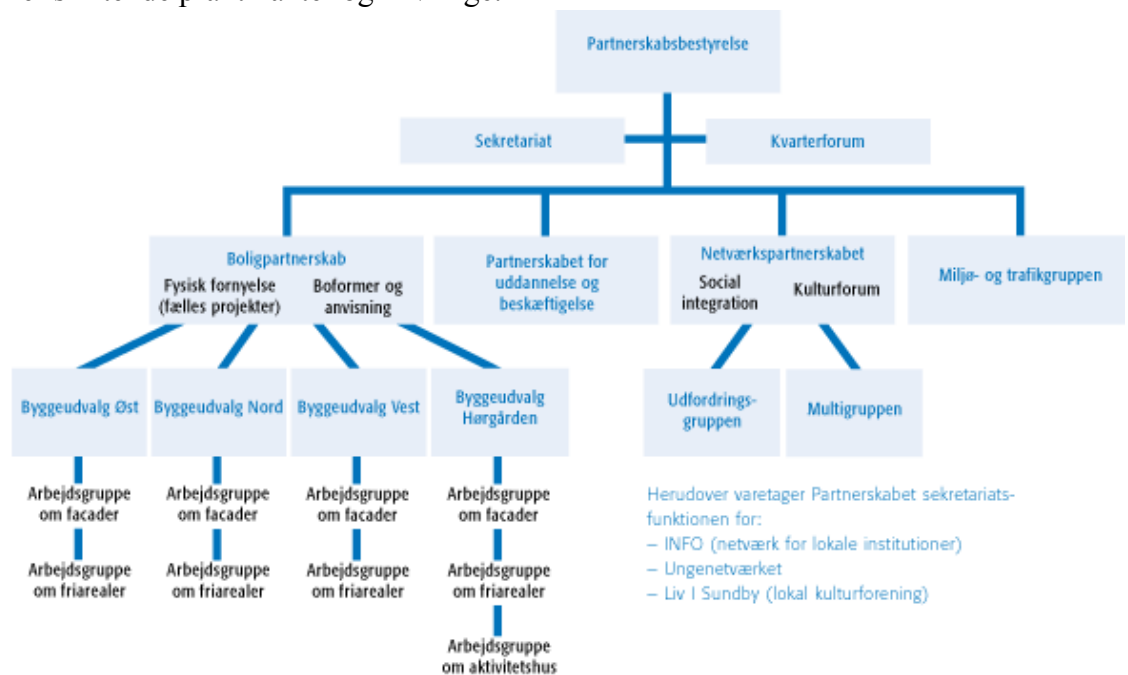 Partnerskabsbestyrelse
Sekretariat
Kvarterforum
Boligpartnerskab
Fysisk fornyelse
(fælles projekter)
Boformer og
anvisning
Partnerskabet for
uddannelse og
beskæftigelse
Netværkspartnerskabet
Social
integration
Kulturforum
Miljø- og trafikgruppen
Byggeudvalg Øst
Byggeudvalg Nord
Byggeudvalg Vest
Byggeudvalg
Hørgården
Udfordrings-
gruppen
Multigruppen
Arbejdsgruppe
om facader
Arbejdsgruppe
om facader
Arbejdsgruppe
om facader
Arbejdsgruppe
om facader
Arbejdsgruppe
om friarealer
Arbejdsgruppe
om friarealer
Arbejdsgruppe
om friarealer
Arbejdsgruppe
om friarealer
Arbejdsgruppe
om aktivitetshus
Herudover varetager Partnerskabet sekretariats-
funktionen for:
– INFO (netværk for lokale institutioner)
– Ungenetværket
– Liv I Sundby (lokal kulturforening)